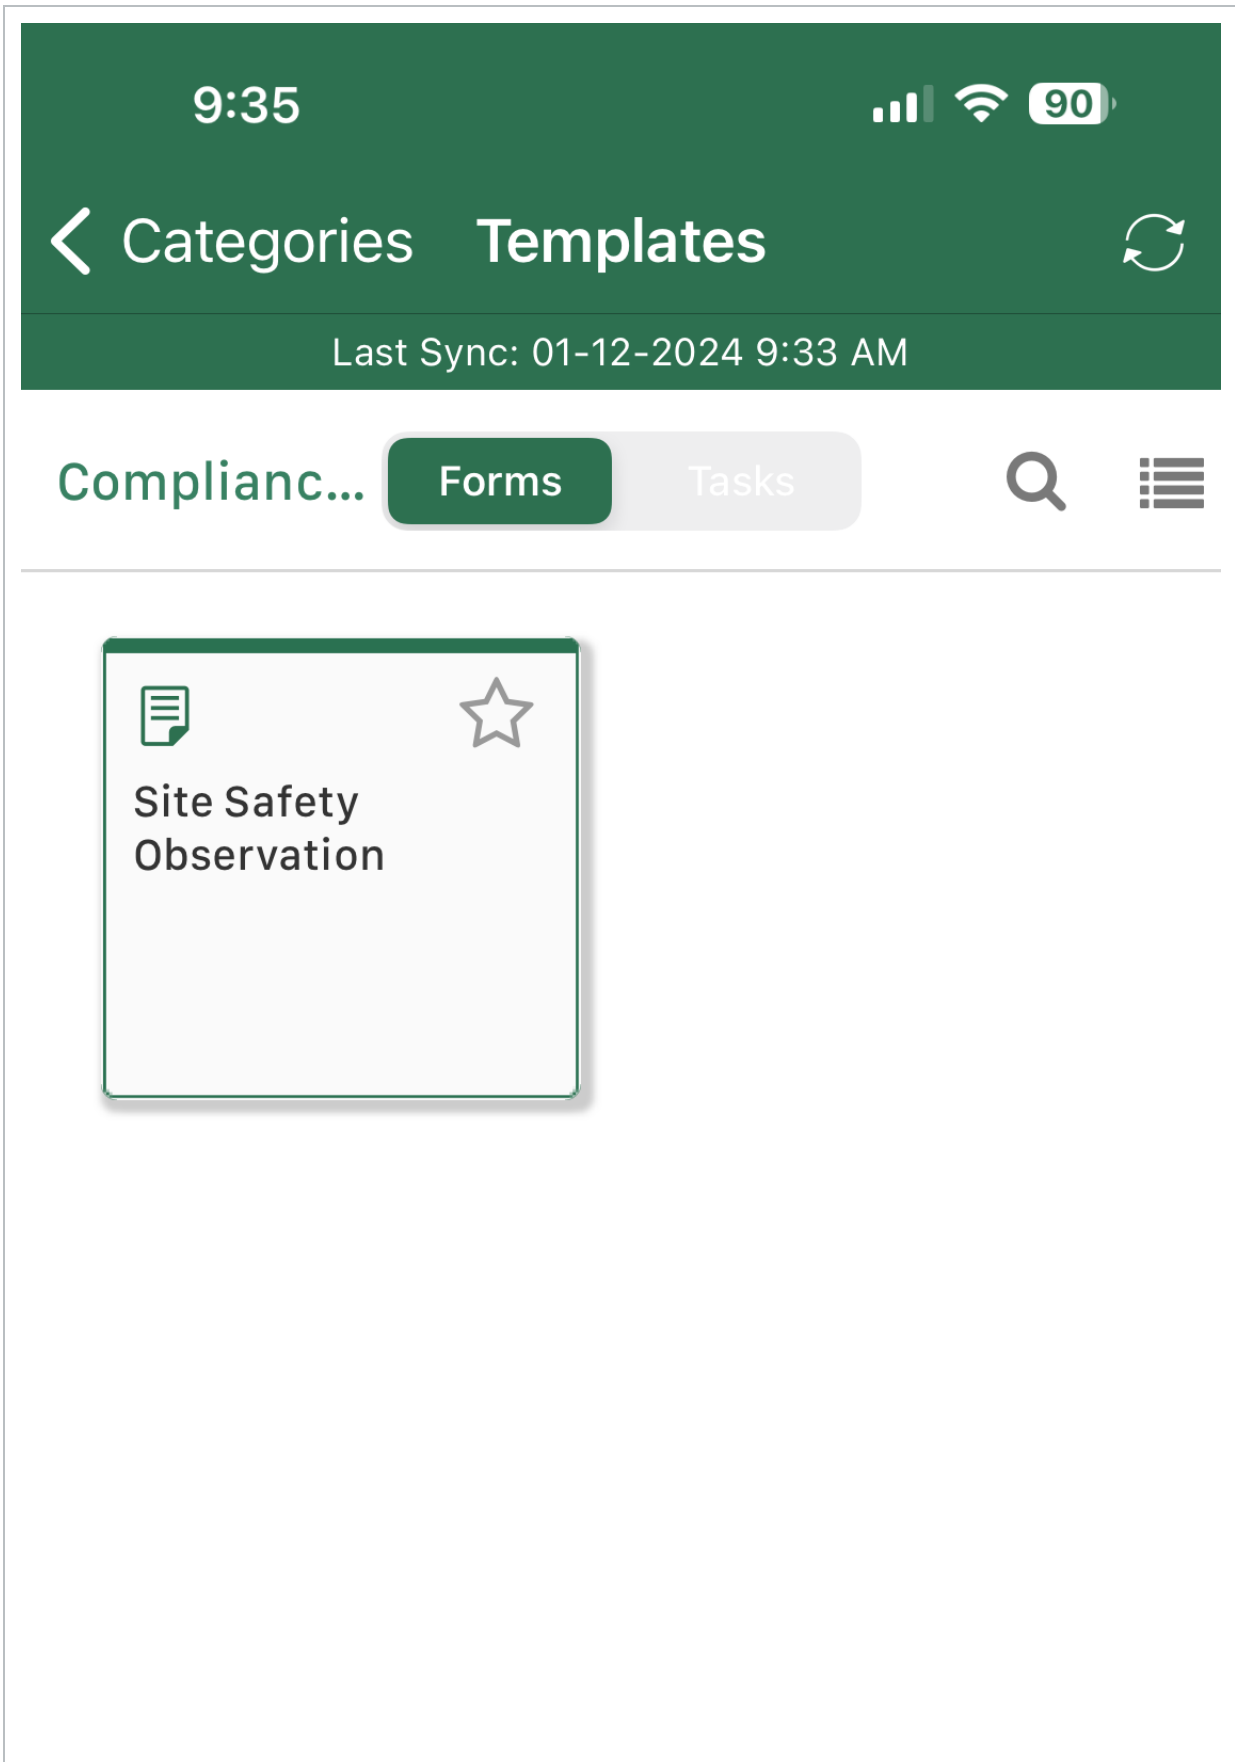 9:35 90
Categories Templates
Last Sync: 01-12-2024 9:33 AM
Complianc... Forms Tasks
Site Safety
Observation